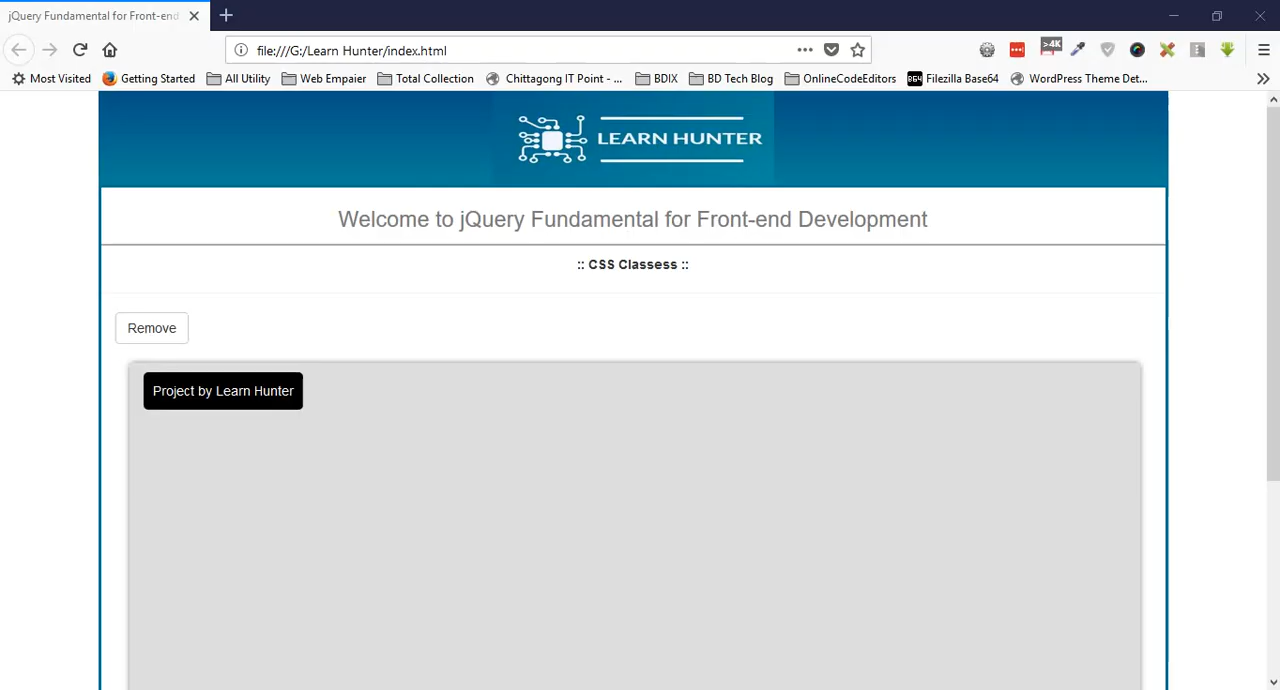 jQuery Fundamental for Front-end
file:///G:/Learn Hunter/index.html
>4K
Most Visited Getting Started All Utility Web Empaier Total Collection Chittagong IT Point - ... BDIX BD Tech Blog OnlineCodeEditors B64 Filezilla Base64 WordPress Theme Det...
LEARN HUNTER
Welcome to jQuery Fundamental for Front-end Development
:: CSS Classess ::
Remove
Project by Learn Hunter